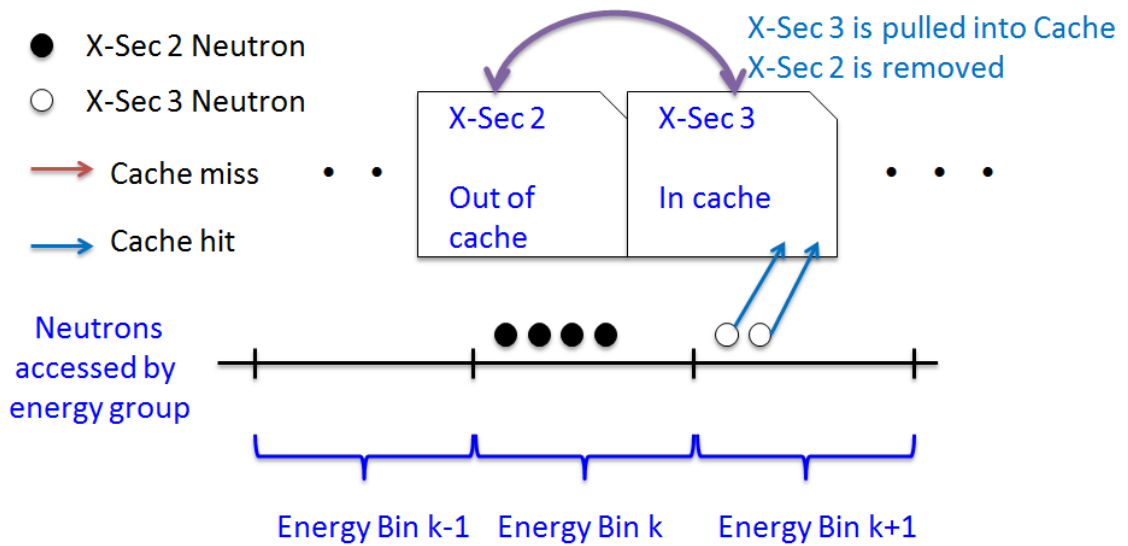 X-Sec 2 Neutron
X-Sec 3 Neutron
Cache miss
Cache hit
X-Sec 3 is pulled into Cache
X-Sec 2 is removed
X-Sec 2
Out of
cache
X-Sec 3
In cache
Neutrons
accessed by
energy group
Energy Bin k-1
Energy Bin k
Energy Bin k+1